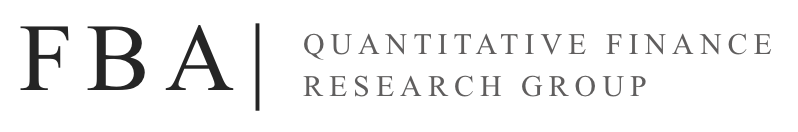 FBA
QUANTITATIVE FINANCE
RESEARCH GROUP